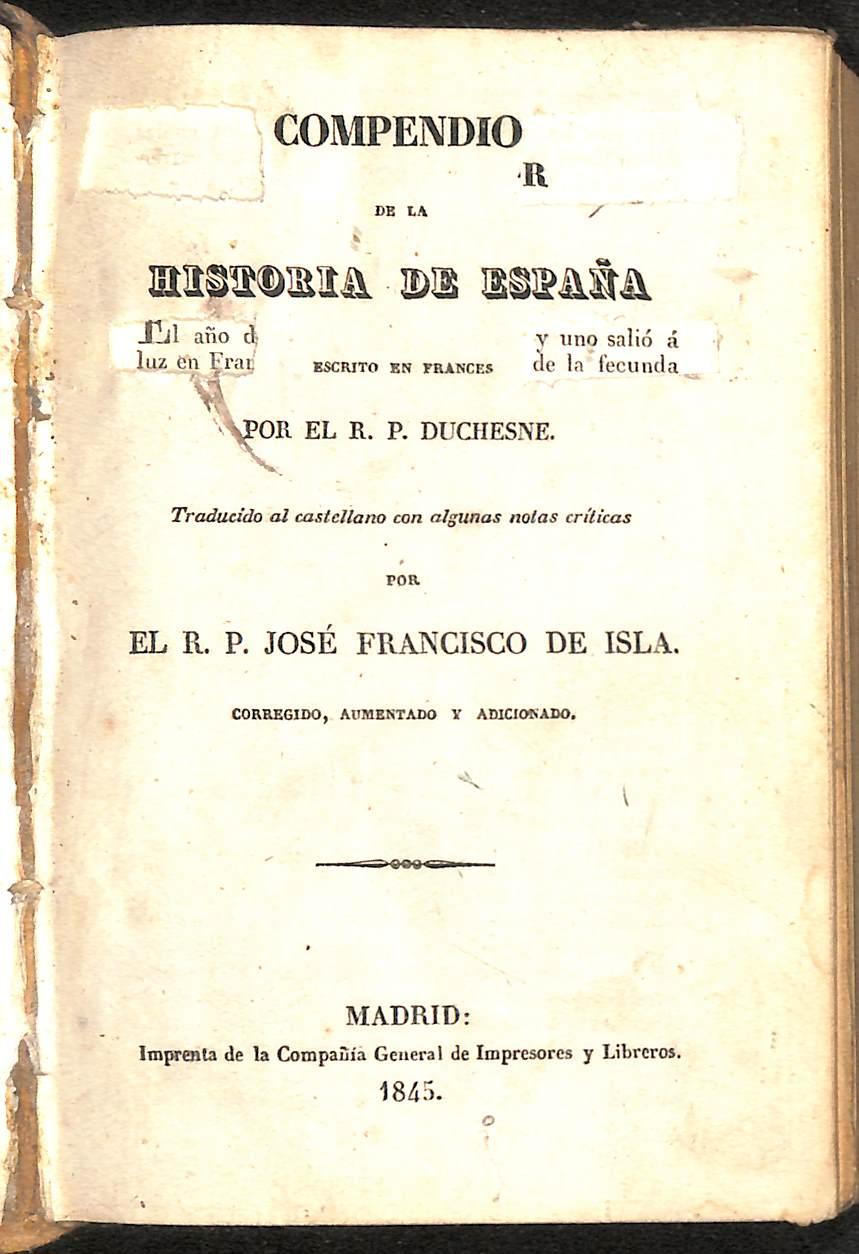 COMPENDIO
R
DE LA
HISTORIA DE ESPAÑA
El año d
y uno salió á
luz en Fran
ESCRITO EN FRANCES
de la fecunda
POR EL R. P. DUCHESNE.
Traducido al castellano con algunas notas críticas
POR
EL R. P. JOSÉ FRANCISCO DE ISLA.
CORREGIDO, AUMENTADO Y ADICIONADO.
MADRID:
Imprenta de la Compañía General de Impresores y Libreros.
1845.